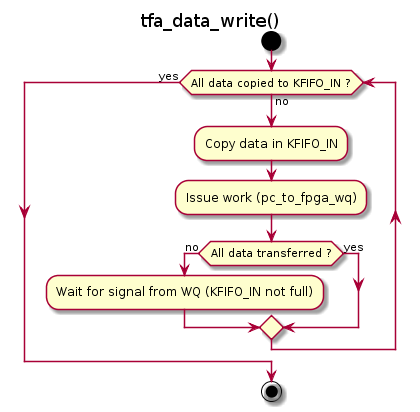 tfa_data_write()
yes
All data copied to KFIFO_IN ?
no
Copy data in KFIFO_IN
Issue work (pc_to_fpga_wq)
no
All data transferred ?
yes
Wait for signal from WQ (KFIFO_IN not full)